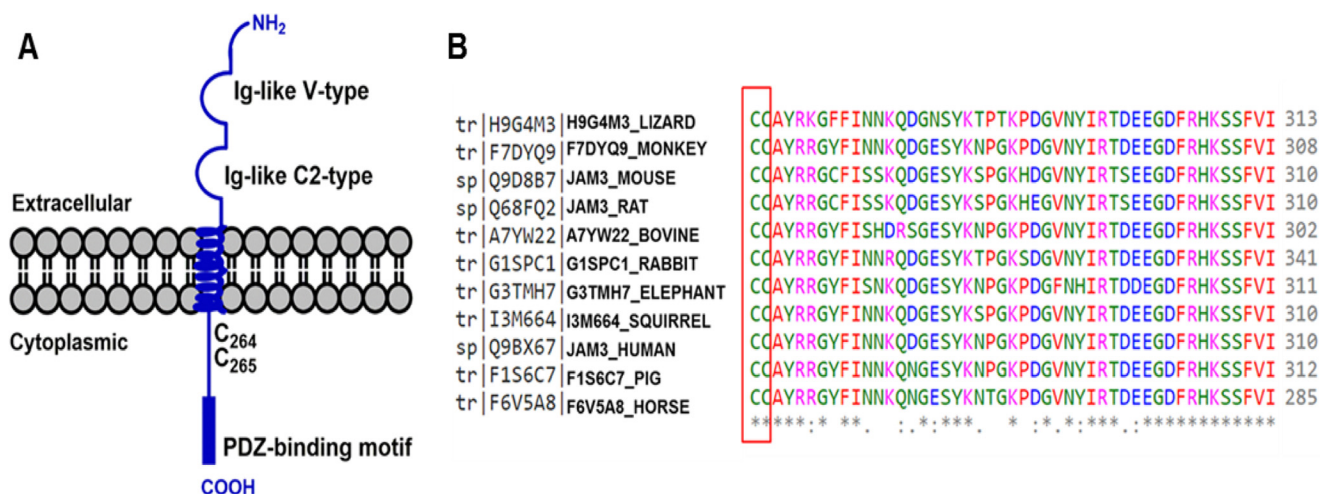 A
NH₂
Ig-like V-type
Ig-like C2-type
Extracellular
Cytoplasmic
C₂₆₄
C₂₆₅
PDZ-binding motif
COOH
B
tr|H9G4M3|H9G4M3_LIZARD CCAYRKGFFINNKQDGNSYKTPTKPDGVNYIRTDEEGDFRHKSSFVI 313
tr|F7DYQ9|F7DYQ9_MONKEY CCAYRRGYFINNKQDGESYKNPGKPDGVNYIRTDEEGDFRHKSSFVI 308
sp|Q9D8B7|JAM3_MOUSE CCAYRRGCFISSKQDGESYKSPGKHDGVNYIRTSEEGDFRHKSSFVI 310
sp|Q68FQ2|JAM3_RAT CCAYRRGCFISSKQDGESYKSPGKHEGVNYIRTSEEGDFRHKSSFVI 310
tr|A7YW22|A7YW22_BOVINE CCAYRRGYFISHDRSGESYKNPGKPDGVNYIRTDEEGDFRHKSSFVI 302
tr|G1SPC1|G1SPC1_RABBIT CCAYRRGYFINNRQDGESYKTPGKSDGVNYIRTDEEGDFRHKSSFVI 341
tr|G3TMH7|G3TMH7_ELEPHANT CCAYRRGYFINNKQDGESYKNPGKPDGFNHIRTDDEGDFRHKSSFVI 311
tr|I3M664|I3M664_SQUIRREL CCAYRRGYFINNKQDGESYKSPGKPDGVNYIRTDEEGDFRHKSSFVI 310
sp|Q9BX67|JAM3_HUMAN CCAYRRGYFINNKQDGESYKNPGKPDGVNYIRTDEEGDFRHKSSFVI 310
tr|F1S6C7|F1S6C7_PIG CCAYRRGYFINNKQNGESYKNPGKPDGVNYIRTDEEGDFRHKSSFVI 312
tr|F6V5A8|F6V5A8_HORSE CCAYRRGYFINNKQNGESYKNTGKPDGVNYIRTDEEGDFRHKSSFVI 285
*****:* **.  :.*:***.  * :*.*:***.:************